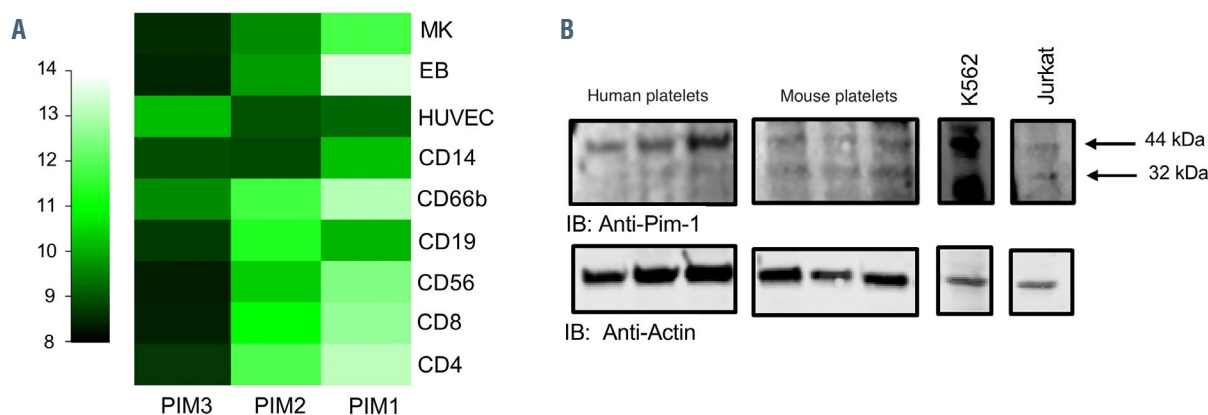 A
14
13
12
11
10
9
8
MK
EB
HUVEC
CD14
CD66b
CD19
CD56
CD8
CD4
PIM3 PIM2 PIM1
B
Human platelets
Mouse platelets
K562
Jurkat
44 kDa
32 kDa
IB: Anti-Pim-1
IB: Anti-Actin